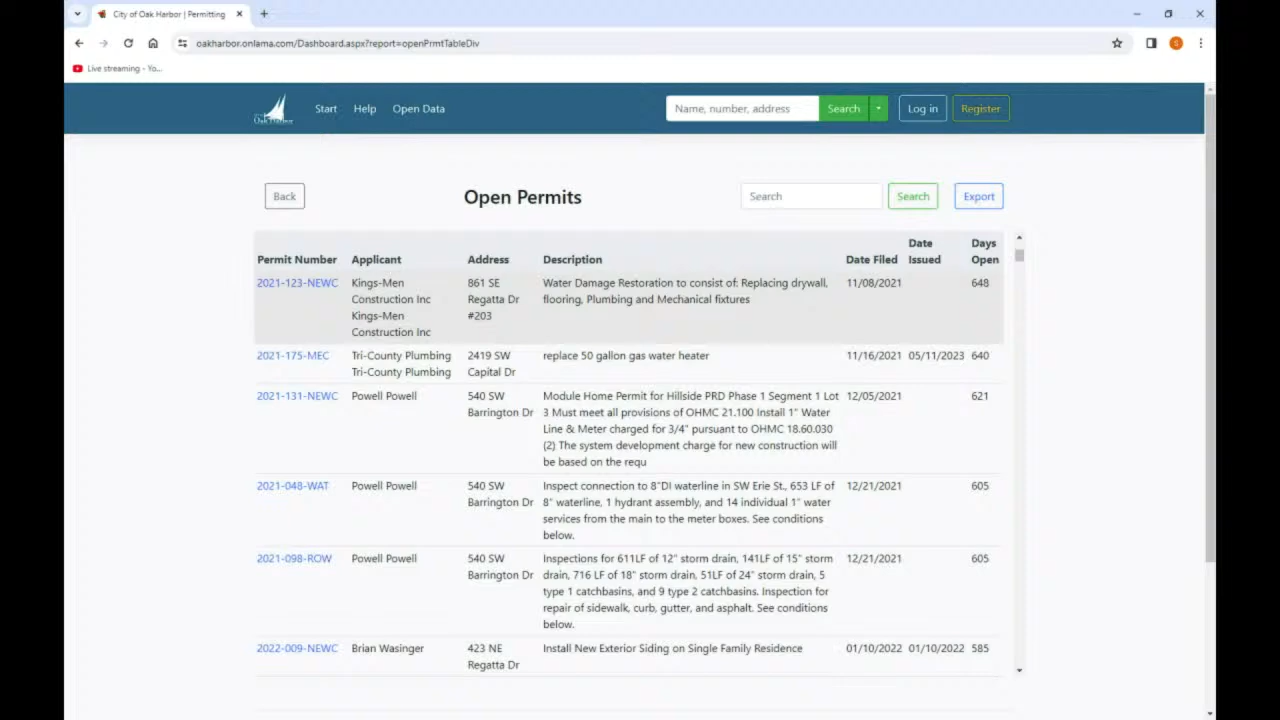 City of Oak Harbor | Permitting
oakharbor.onlama.com/Dashboard.aspx?report=openPrmtTableDiv
Live streaming - Yo...
Oak Harbor
Start Help Open Data
Name, number, address Search Log in Register
Back Open Permits Search Search Export
Permit Number Applicant Address Description Date Filed Date Issued Days Open
2021-123-NEWC Kings-Men 861 SE Water Damage Restoration to consist of: Replacing drywall, 11/08/2021 648
Construction Inc Regatta Dr flooring, Plumbing and Mechanical fixtures
Kings-Men #203
Construction Inc
2021-175-MEC Tri-County Plumbing 2419 SW replace 50 gallon gas water heater 11/16/2021 05/11/2023 640
Tri-County Plumbing Capital Dr
2021-131-NEWC Powell Powell 540 SW Module Home Permit for Hillside PRD Phase 1 Segment 1 Lot 12/05/2021 621
Barrington Dr 3 Must meet all provisions of OHMC 21.100 Install 1" Water
Line & Meter charged for 3/4" pursuant to OHMC 18.60.030
(2) The system development charge for new construction will
be based on the requ
2021-048-WAT Powell Powell 540 SW Inspect connection to 8"DI waterline in SW Erie St., 653 LF of 12/21/2021 605
Barrington Dr 8" waterline, 1 hydrant assembly, and 14 individual 1" water
services from the main to the meter boxes. See conditions
below.
2021-098-ROW Powell Powell 540 SW Inspections for 611LF of 12" storm drain, 141LF of 15" storm 12/21/2021 605
Barrington Dr drain, 716 LF of 18" storm drain, 51LF of 24" storm drain, 5
type 1 catchbasins, and 9 type 2 catchbasins. Inspection for
repair of sidewalk, curb, gutter, and asphalt. See conditions
below.
2022-009-NEWC Brian Wasinger 423 NE Install New Exterior Siding on Single Family Residence 01/10/2022 01/10/2022 585
Regatta Dr